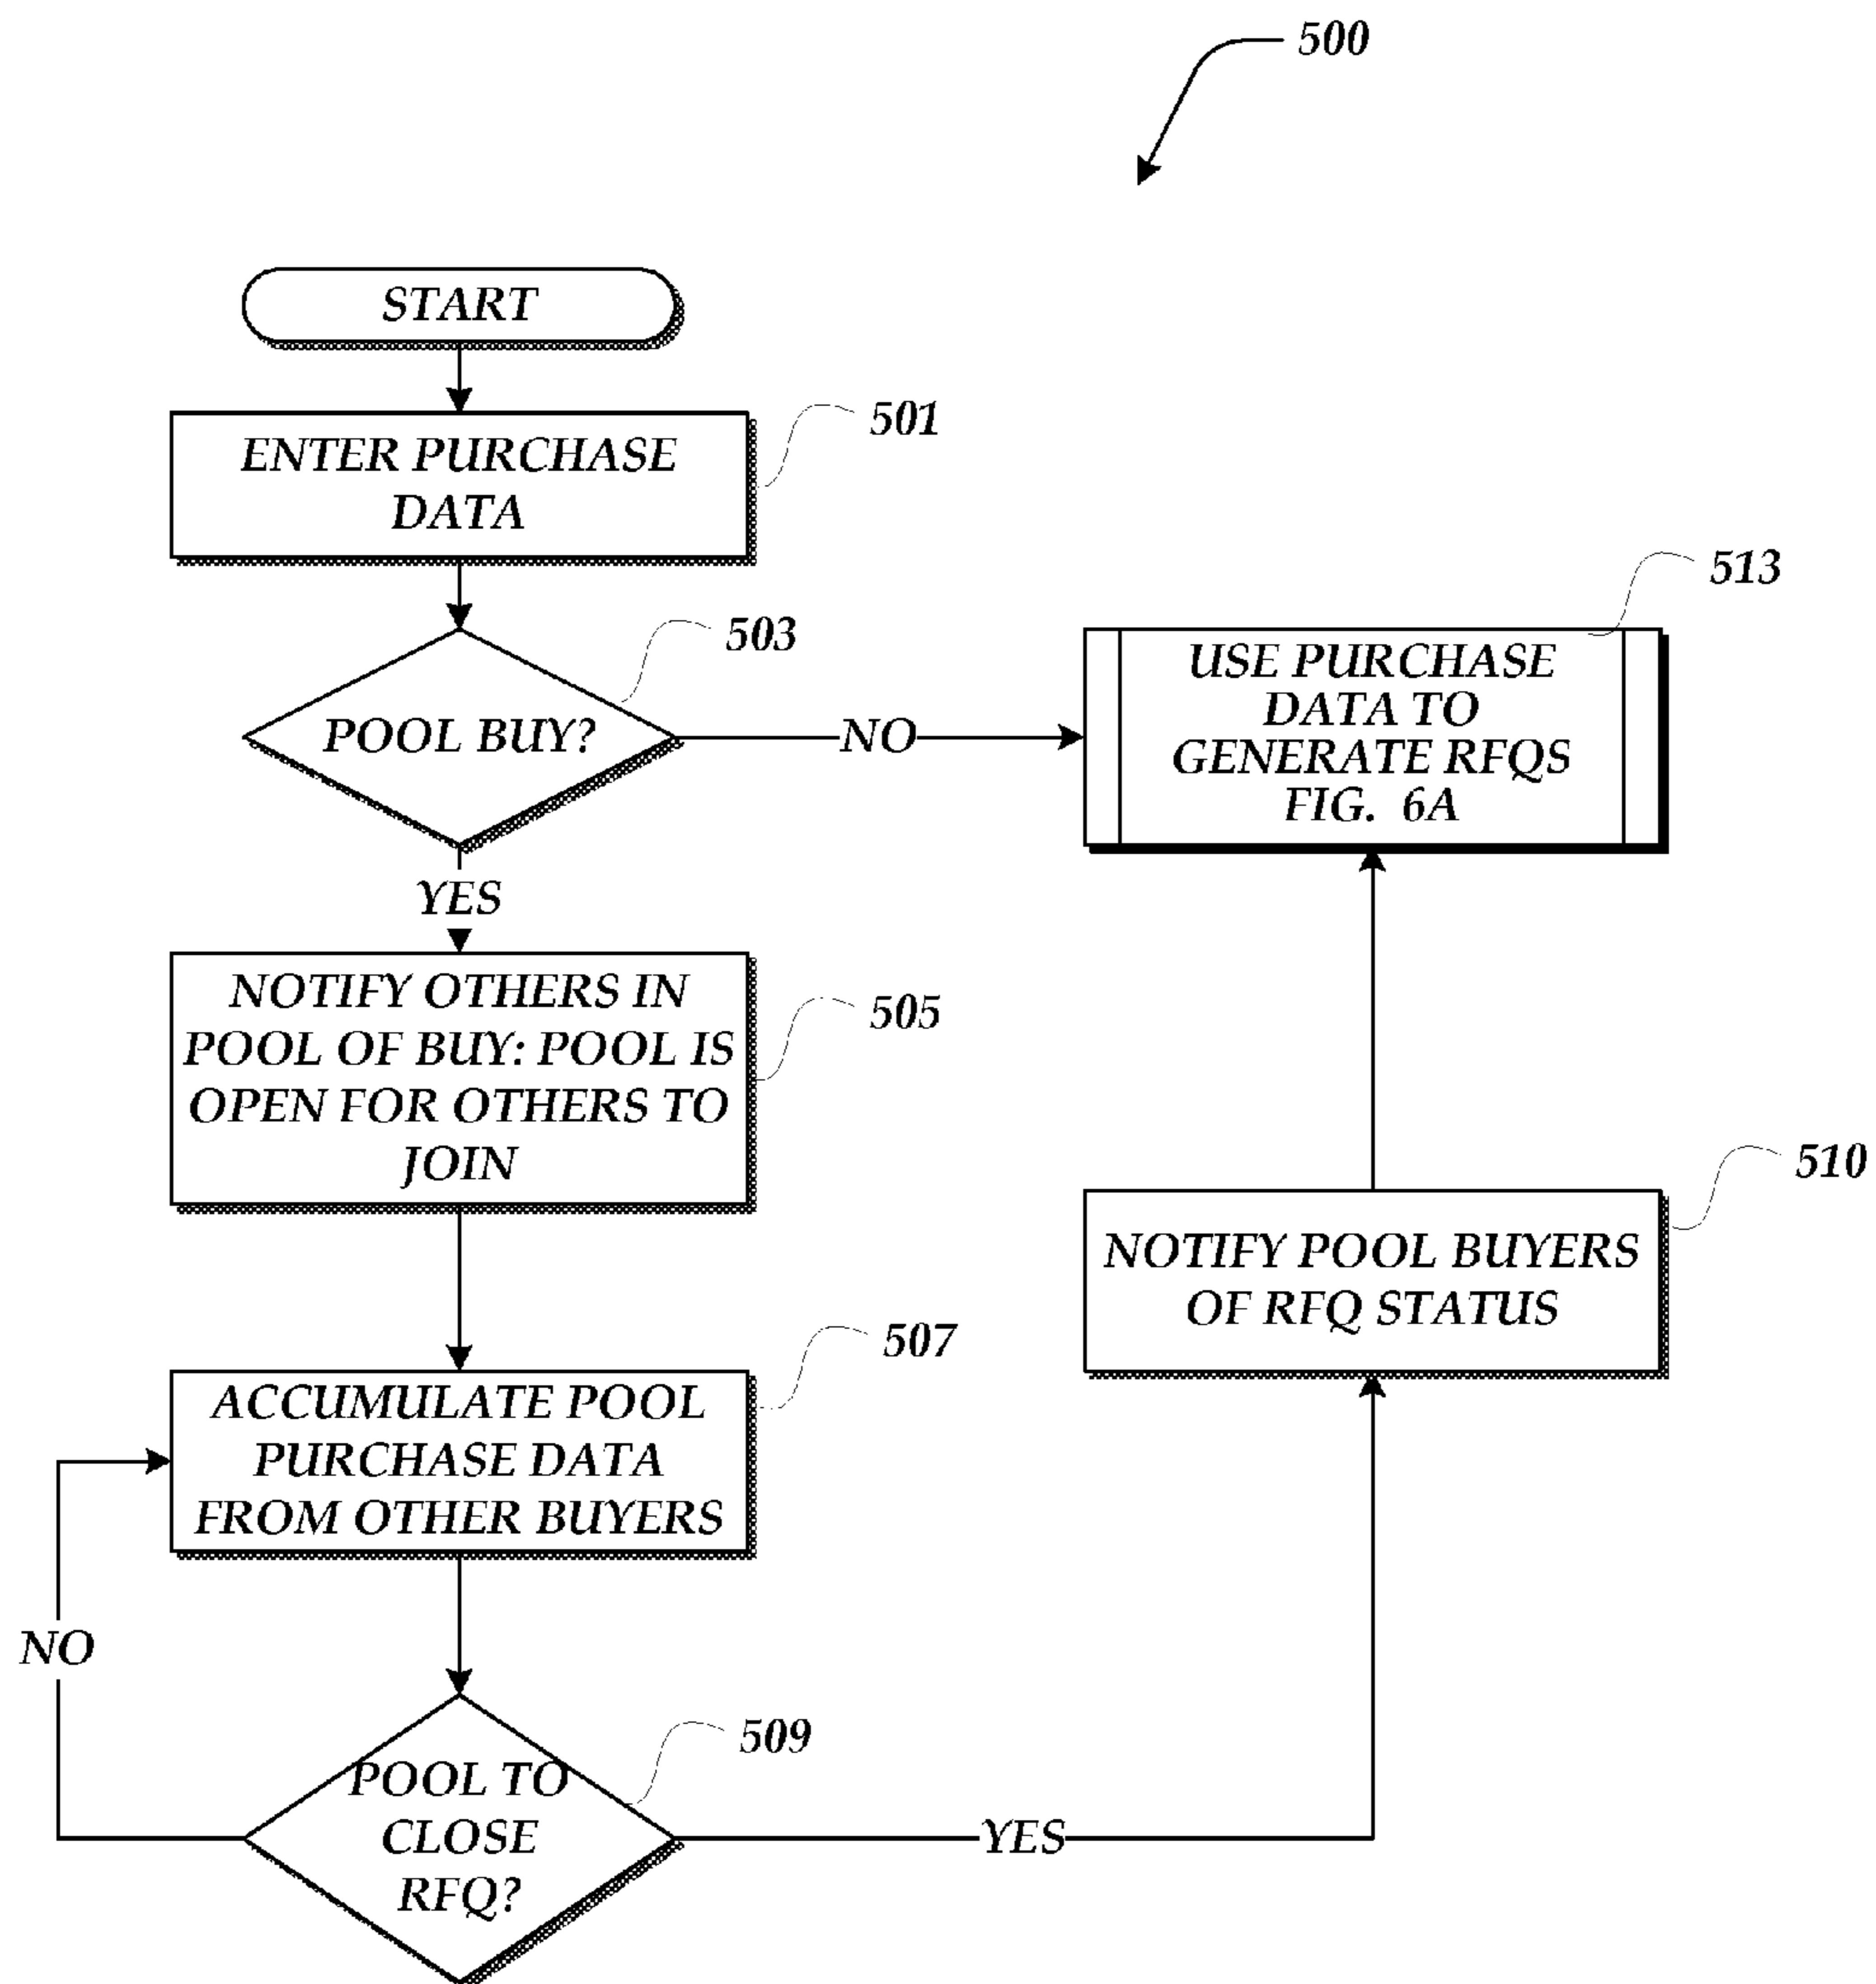 500
START
501
ENTER PURCHASE
DATA
503
POOL BUY?
NO
513
USE PURCHASE
DATA TO
GENERATE RFQS
FIG. 6A
YES
505
NOTIFY OTHERS IN
POOL OF BUY: POOL IS
OPEN FOR OTHERS TO
JOIN
510
NOTIFY POOL BUYERS
OF RFQ STATUS
507
ACCUMULATE POOL
PURCHASE DATA
FROM OTHER BUYERS
NO
509
POOL TO
CLOSE
RFQ?
YES